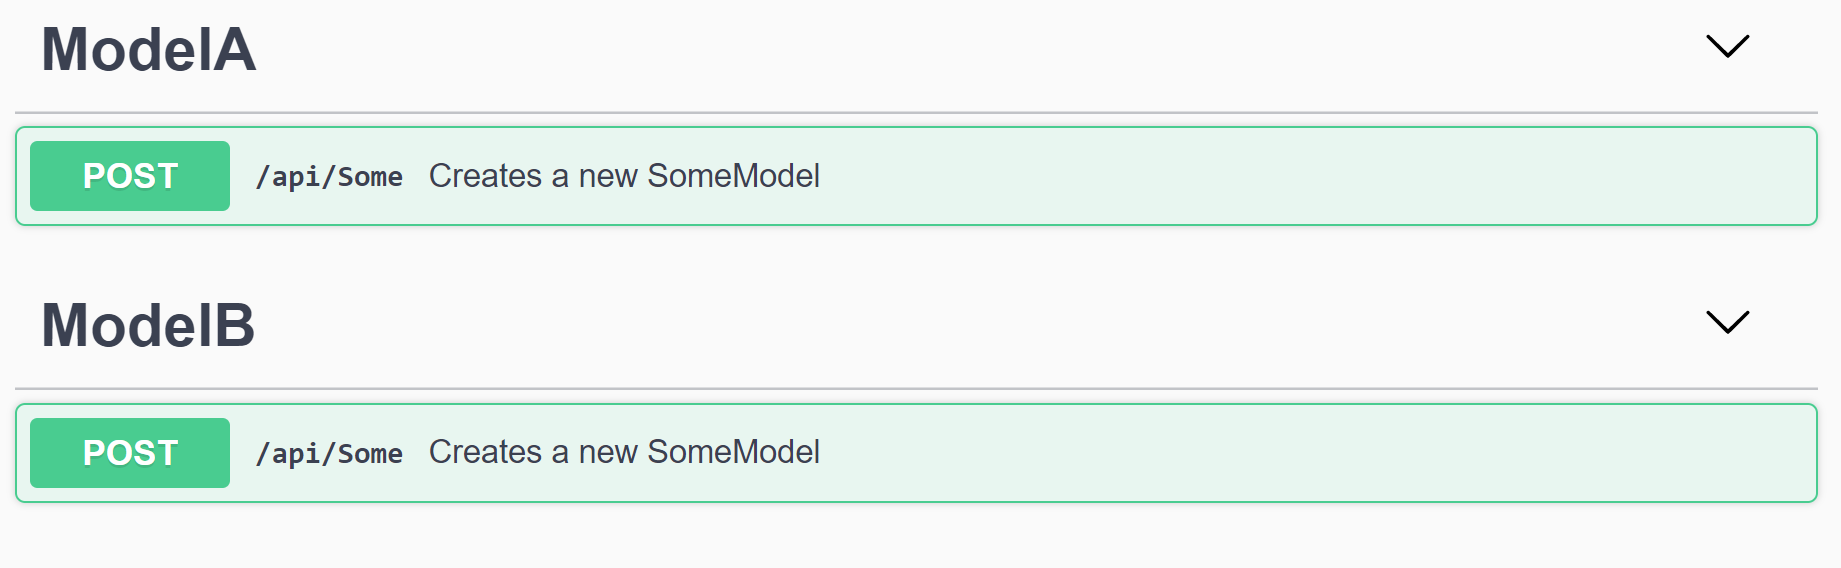 ModelA
POST /api/Some Creates a new SomeModel
ModelB
POST /api/Some Creates a new SomeModel